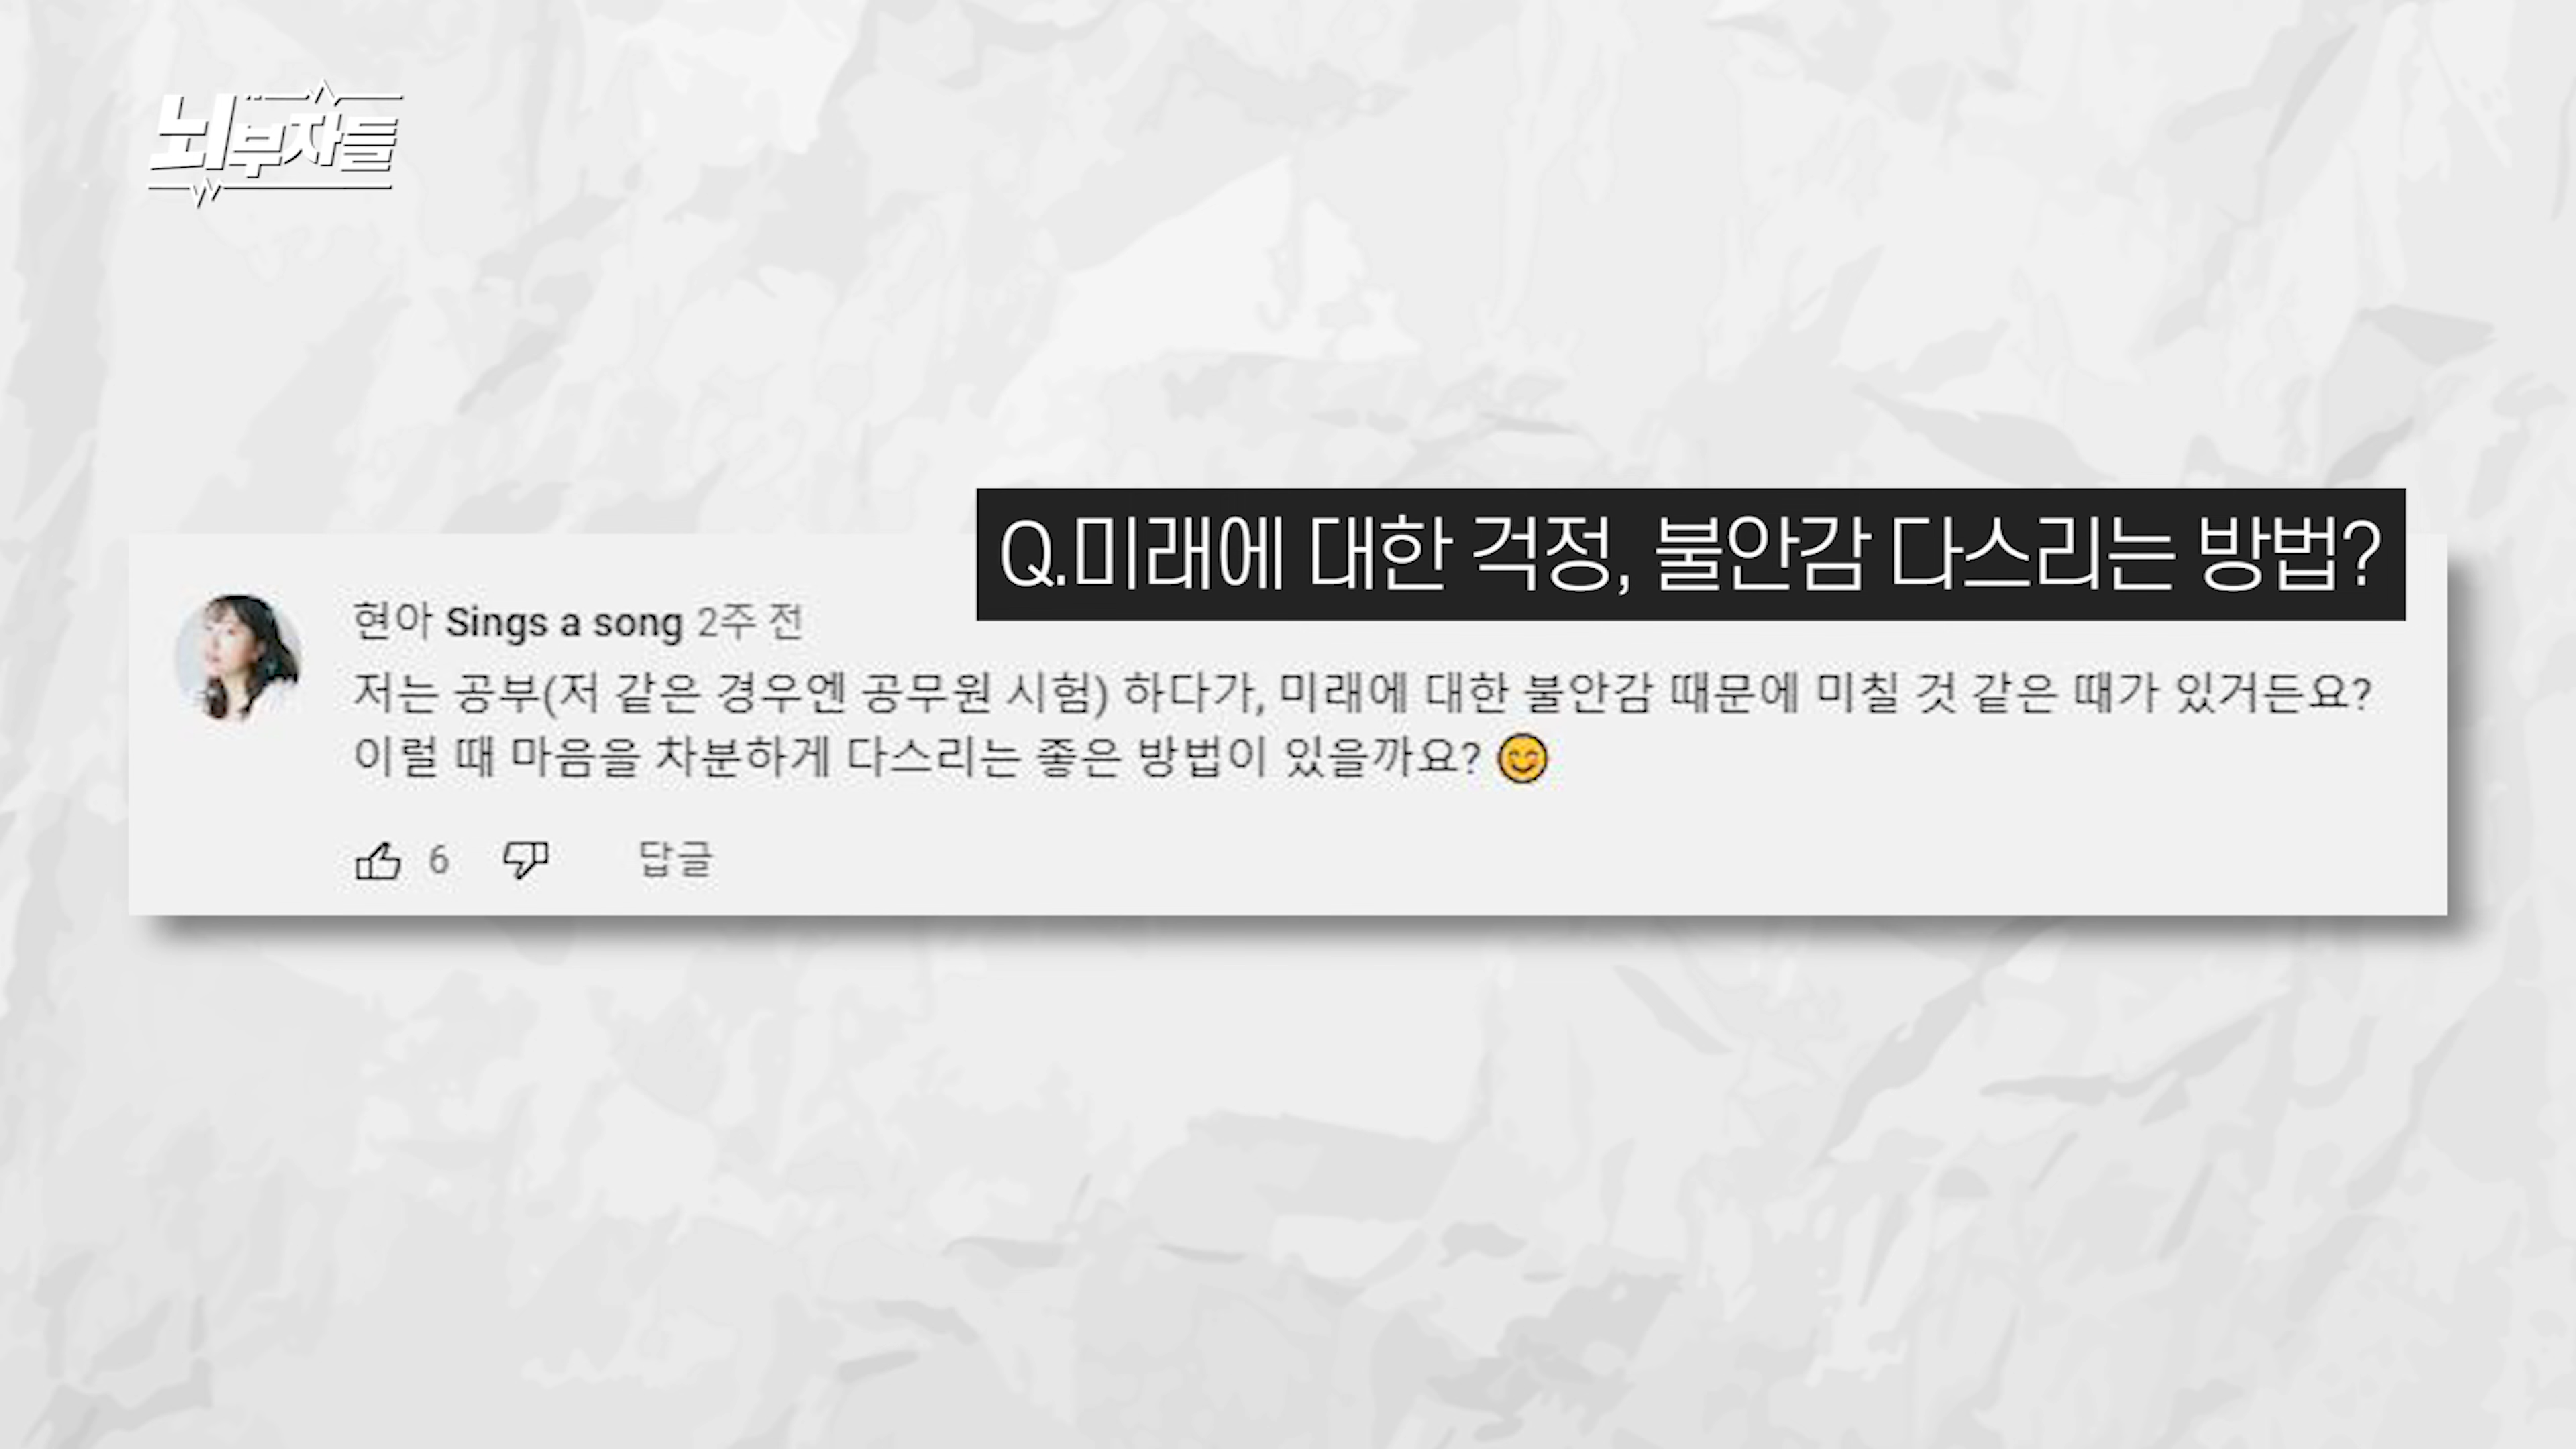 뇌부자들
Q.미래에 대한 걱정, 불안감 다스리는 방법?
현아 Sings a song 2주 전
저는 공부(저 같은 경우엔 공무원 시험) 하다가, 미래에 대한 불안감 때문에 미칠 것 같은 때가 있거든요?
이럴 때 마음을 차분하게 다스리는 좋은 방법이 있을까요? 😊
6 답글